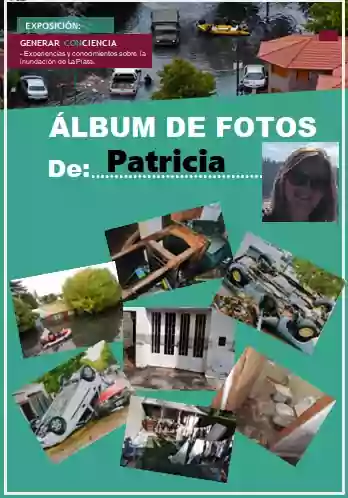 EXPOSICIÓN:
GENERAR CONCIENCIA
- Experiencias y conocimientos sobre la
inundación de La Plata.
ÁLBUM DE FOTOS
De:.....Patricia.....